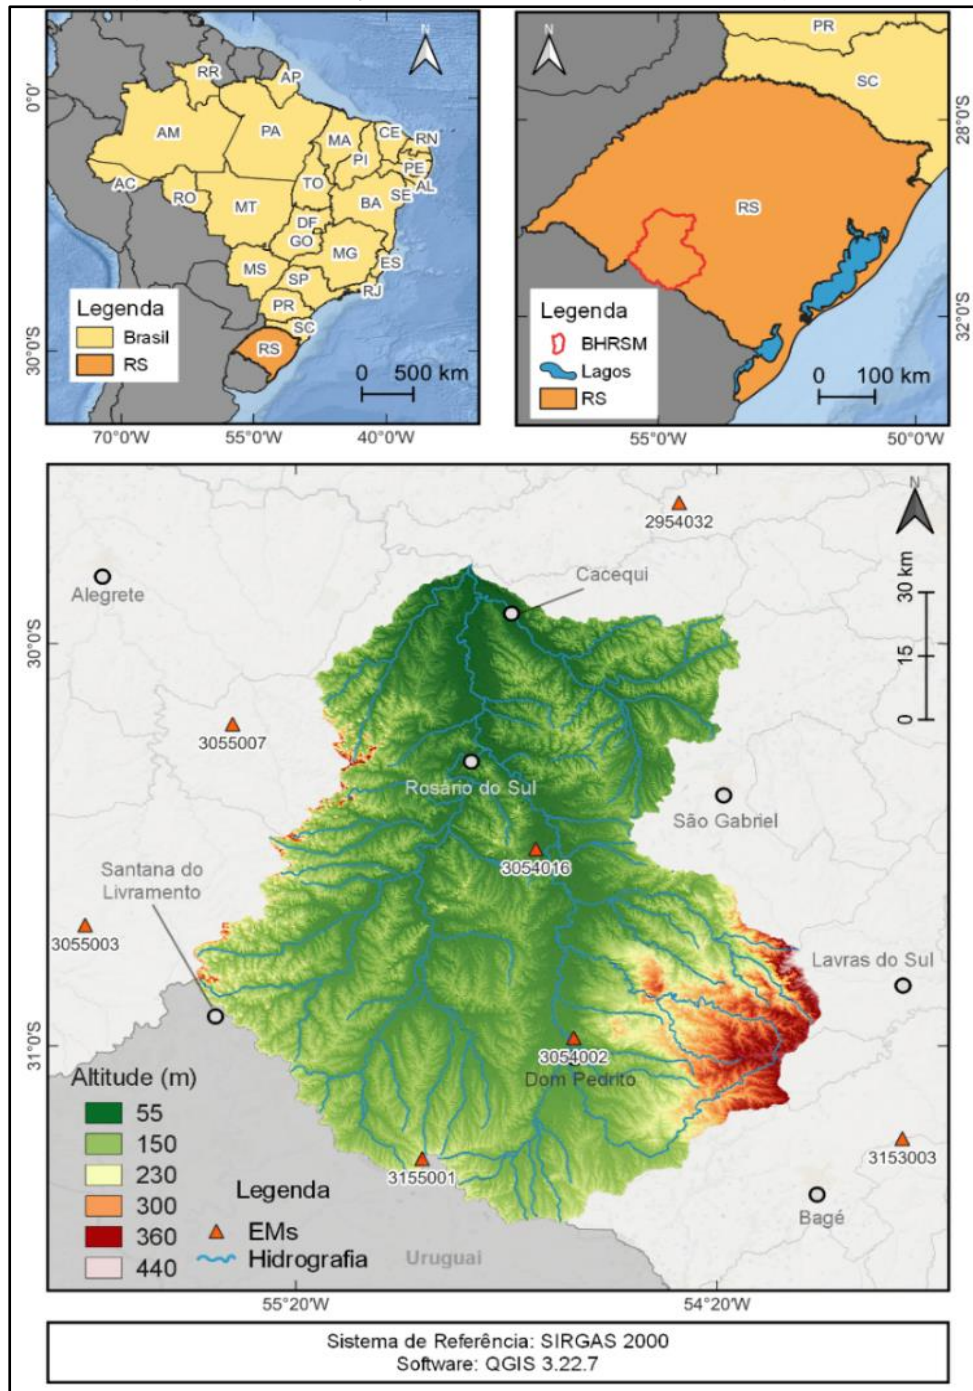 N
RR
AP
AM
PA
MA
CE
RN
PI
PE
AL
AC
RO
TO
SE
BA
MT
DF
GO
MG
ES
MS
SP
RJ
PR
SC
RS
Legenda
Brasil
RS
0 500 km
0°0'
30°0'S
70°0'W 55°0'W 40°0'W
N
PR
SC
RS
Legenda
BHRSM
Lagos
RS
0 100 km
28°0'S
32°0'S
55°0'W 50°0'W
N
2954032
Cacequi
Alegrete
30 km
15
0
30°0'S
3055007
Rosário do Sul
São Gabriel
3054016
Santana do
Livramento
3055003
Lavras do Sul
31°0'S
3054002
Dom Pedrito
Altitude (m)
55
150
230
300
360
440
3155001
3153003
Legenda
EMs
Hidrografia
Bagé
Uruguai
55°20'W 54°20'W
Sistema de Referência: SIRGAS 2000
Software: QGIS 3.22.7